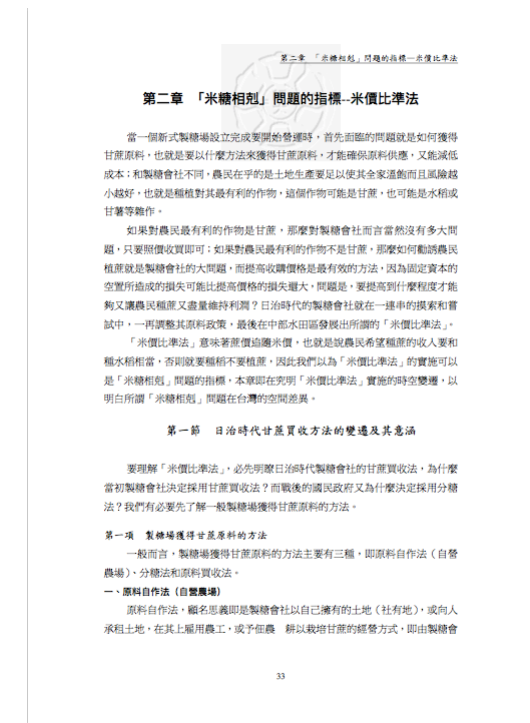 第二章 「米糖相剋」問題的指標─米價比準法
第二章 「米糖相剋」問題的指標--米價比準法
當一個新式製糖場設立完成要開始營運時，首先面臨的問題就是如何獲得
甘蔗原料，也就是要以什麼方法來獲得甘蔗原料，才能確保原料供應，又能減低
成本；和製糖會社不同，農民在乎的是土地生產要足以使其全家溫飽而且風險越
小越好，也就是種植對其最有利的作物，這個作物可能是甘蔗，也可能是水稻或
甘薯等雜作。
如果對農民最有利的作物是甘蔗，那麼對製糖會社而言當然沒有多大問
題，只要照價收買即可；如果對農民最有利的作物不是甘蔗，那麼如何勸誘農民
植蔗就是製糖會社的大問題，而提高收購價格是最有效的方法，因為固定資本的
空置所造成的損失可能比提高價格的損失還大，問題是，要提高到什麼程度才能
夠又讓農民種蔗又盡量維持利潤？日治時代的製糖會社就在一連串的摸索和嘗
試中，一再調整其原料政策，最後在中部水田區發展出所謂的「米價比準法」。
「米價比準法」意味著蔗價追隨米價，也就是說農民希望種蔗的收入要和
種水稻相當，否則就要種稻不要植蔗，因此我們以為「米價比準法」的實施可以
是「米糖相剋」問題的指標，本章即在究明「米價比準法」實施的時空變遷，以
明白所謂「米糖相剋」問題在台灣的空間差異。
第一節 日治時代甘蔗買收方法的變遷及其意涵
要理解「米價比準法」，必先明瞭日治時代製糖會社的甘蔗買收法，為什麼
當初製糖會社決定採用甘蔗買收法？而戰後的國民政府又為什麼決定採用分糖
法？我們有必要先了解一般製糖場獲得甘蔗原料的方法。
第一項 製糖場獲得甘蔗原料的方法
一般而言，製糖場獲得甘蔗原料的方法主要有三種，即原料自作法（自營
農場）、分糖法和原料買收法。
一、原料自作法（自營農場）
原料自作法，顧名思義即是製糖會社以自己擁有的土地（社有地），或向人
承租土地，在其上雇用農工，或予佃農 耕以栽培甘蔗的經營方式，即由製糖會
33